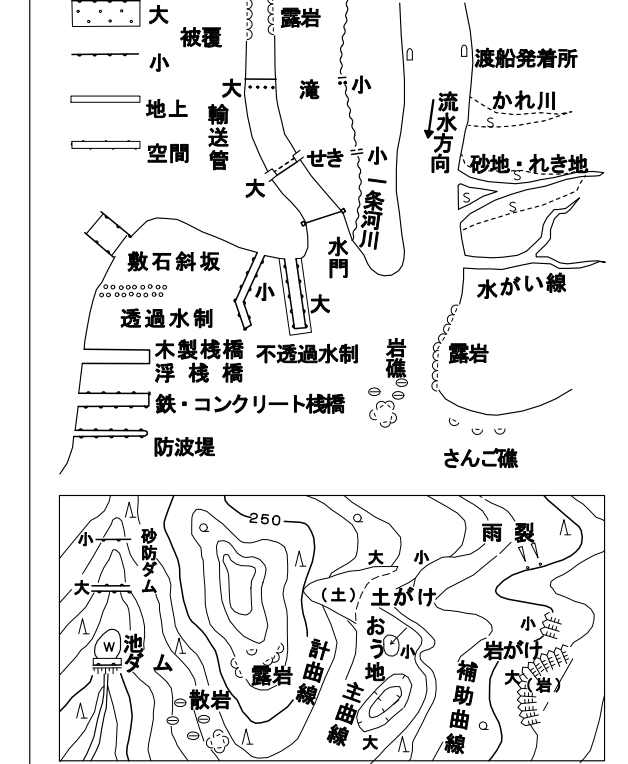 大
被覆
小
地上
空間
輸送管
露岩
大
滝
小
せき
小
大
一条河川
水門
渡船発着所
流水方向
かれ川
S
砂地・れき地
S
S
S
水がい線
敷石斜坂
透過水制
小
大
不透過水制
木製桟橋
浮桟橋
鉄・コンクリート桟橋
防波堤
岩礁
露岩
さんご礁
小
砂防ダム
大
W
池
ダム
250
露岩
散岩
計曲線
主曲線
大 小
(土)
土がけ
おう地
小
大
補助曲線
雨裂
小
岩がけ
大
(岩)